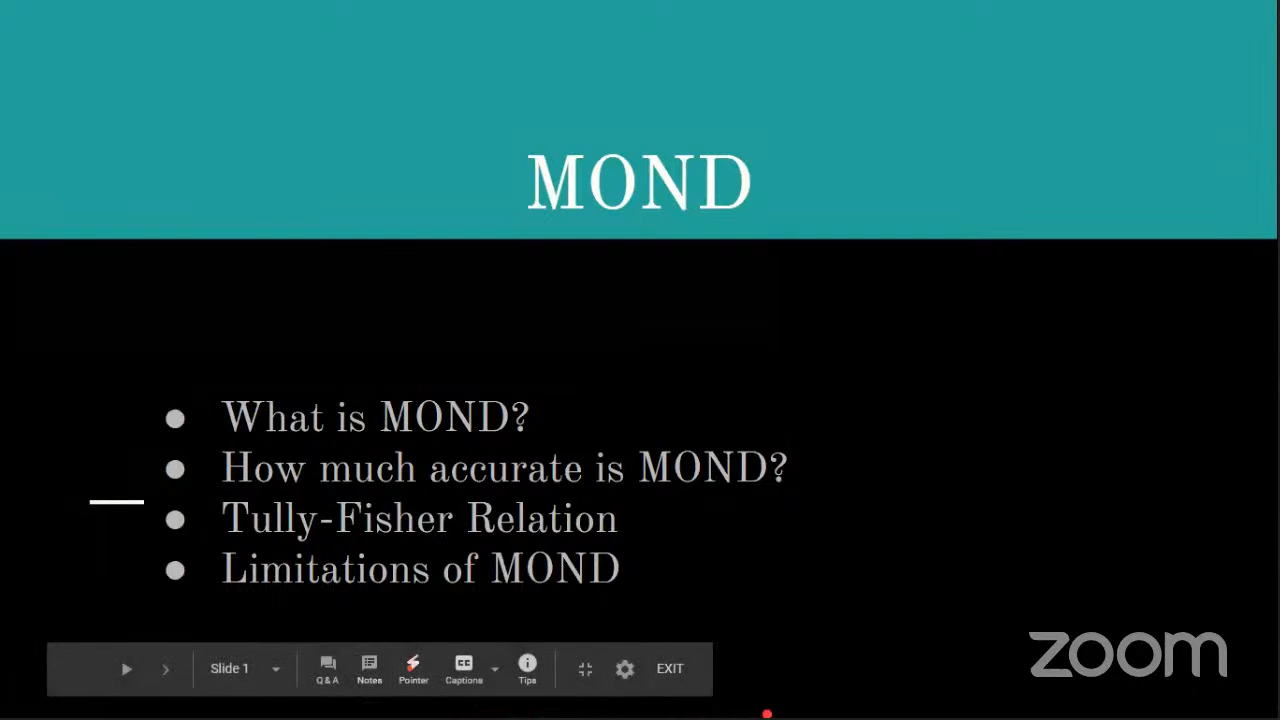 MOND
● What is MOND?
● How much accurate is MOND?
● Tully-Fisher Relation
● Limitations of MOND
Slide 1 Q & A Notes Pointer CC Captions Tips EXIT
zoom